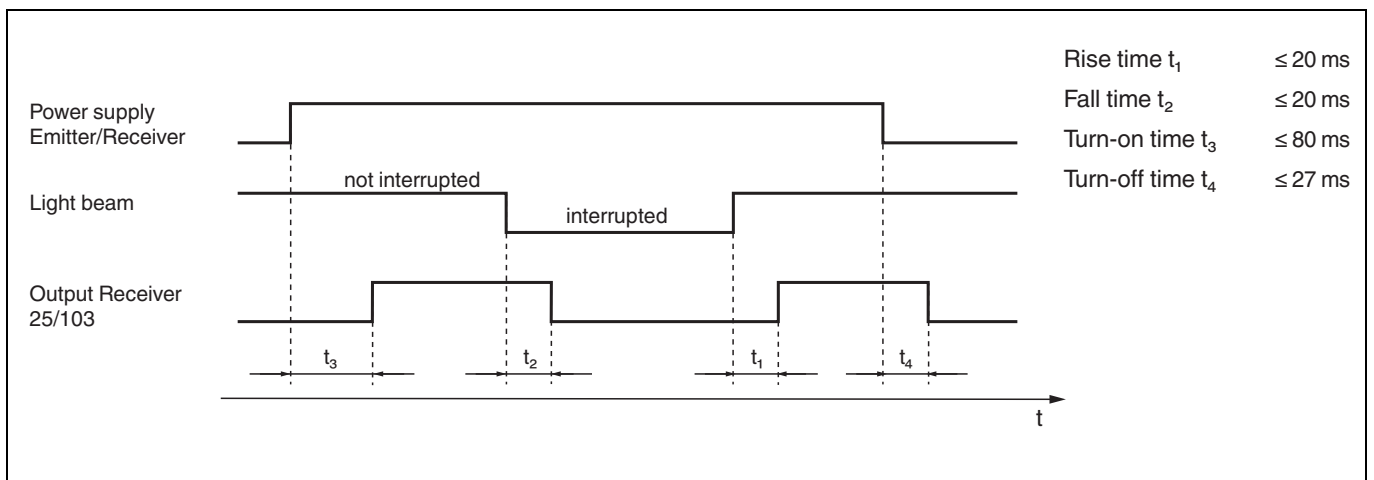 Power supply
Emitter/Receiver
not interrupted
Light beam
interrupted
Output Receiver
25/103
t₃
t₂
t₁
t₄
t
Rise time t₁ ≤ 20 ms
Fall time t₂ ≤ 20 ms
Turn-on time t₃ ≤ 80 ms
Turn-off time t₄ ≤ 27 ms